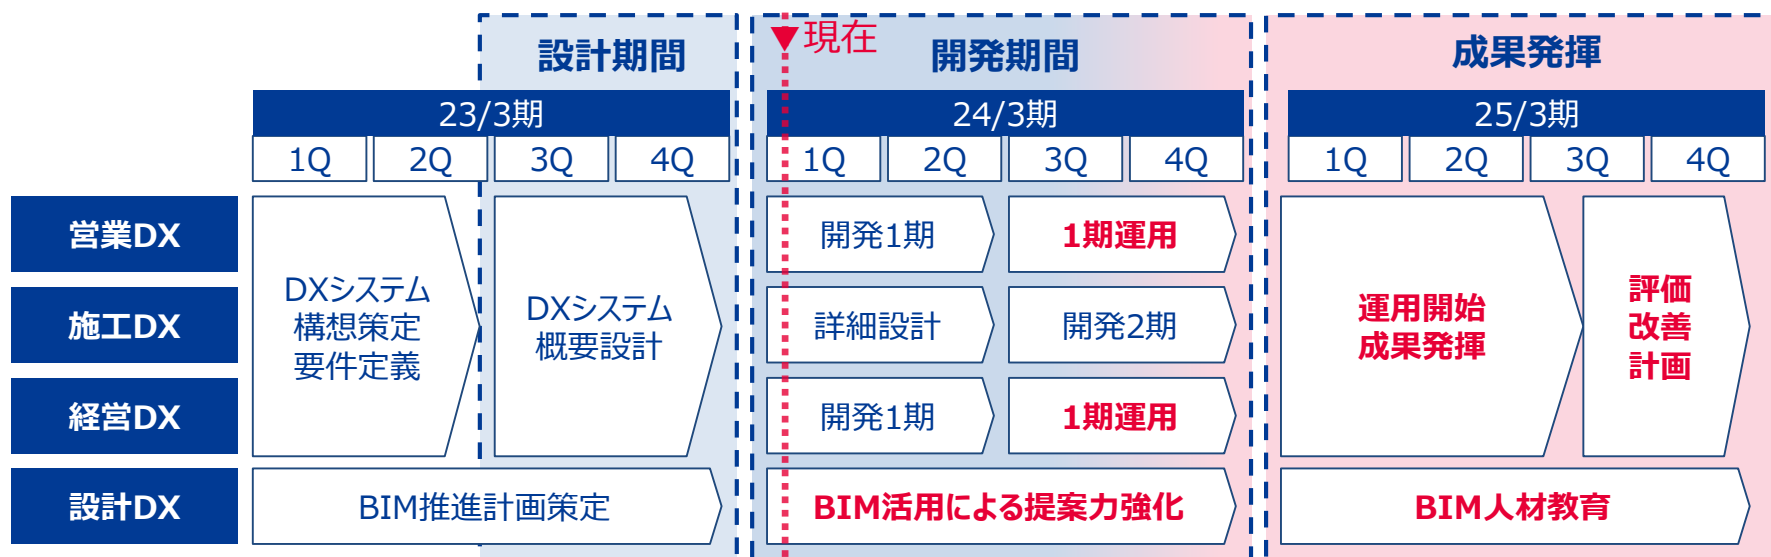 設計期間
現在
開発期間
成果発揮
23/3期
24/3期
25/3期
1Q
2Q
3Q
4Q
1Q
2Q
3Q
4Q
1Q
2Q
3Q
4Q
営業DX
施工DX
経営DX
設計DX
DXシステム
構想策定
要件定義
DXシステム
概要設計
開発1期
1期運用
詳細設計
開発2期
開発1期
1期運用
運用開始
成果発揮
評価
改善
計画
BIM推進計画策定
BIM活用による提案力強化
BIM人材教育